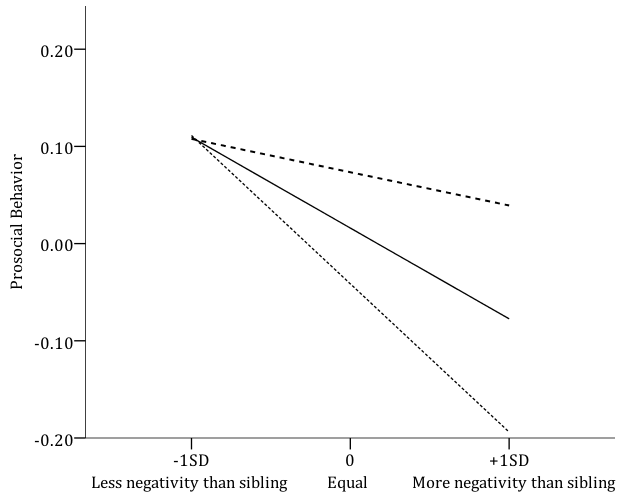 0.20
0.10
0.00
-0.10
-0.20
Prosocial Behavior
-1SD 0 +1SD
Less negativity than sibling Equal More negativity than sibling